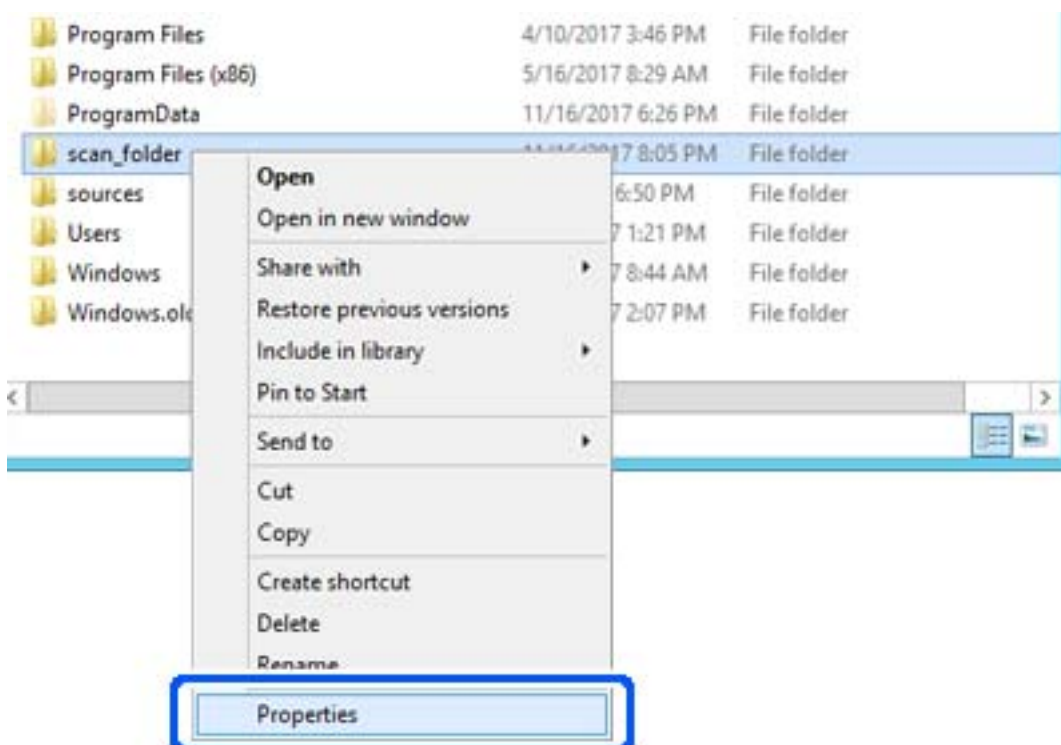 Program Files 4/10/2017 3:46 PM File folder
Program Files (x86) 5/16/2017 8:29 AM File folder
ProgramData 11/16/2017 6:26 PM File folder
scan_folder 17 8:05 PM File folder
sources 6:50 PM File folder
Users 7 1:21 PM File folder
Windows 7 8:44 AM File folder
Windows.old 7 2:07 PM File folder
Open
Open in new window
Share with
Restore previous versions
Include in library
Pin to Start
Send to
Cut
Copy
Create shortcut
Delete
Rename
Properties